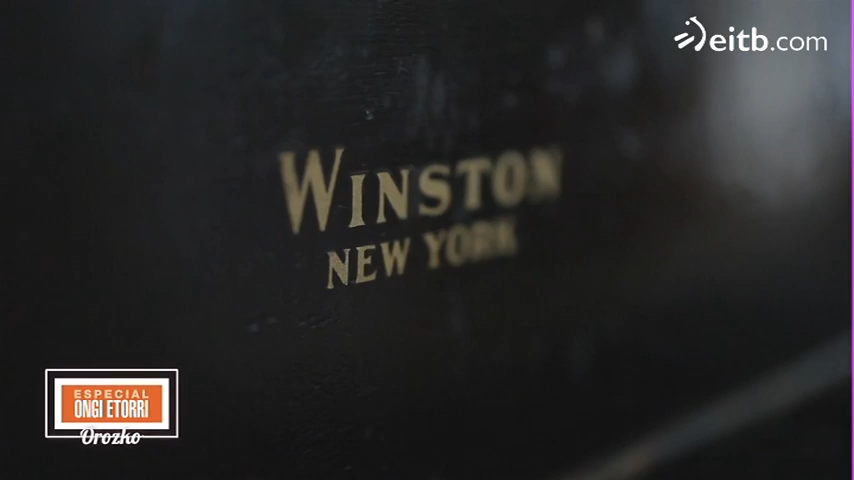 eitb.com
WINSTON
NEW YORK
ESPECIAL
ONGI ETORRI
Orozko